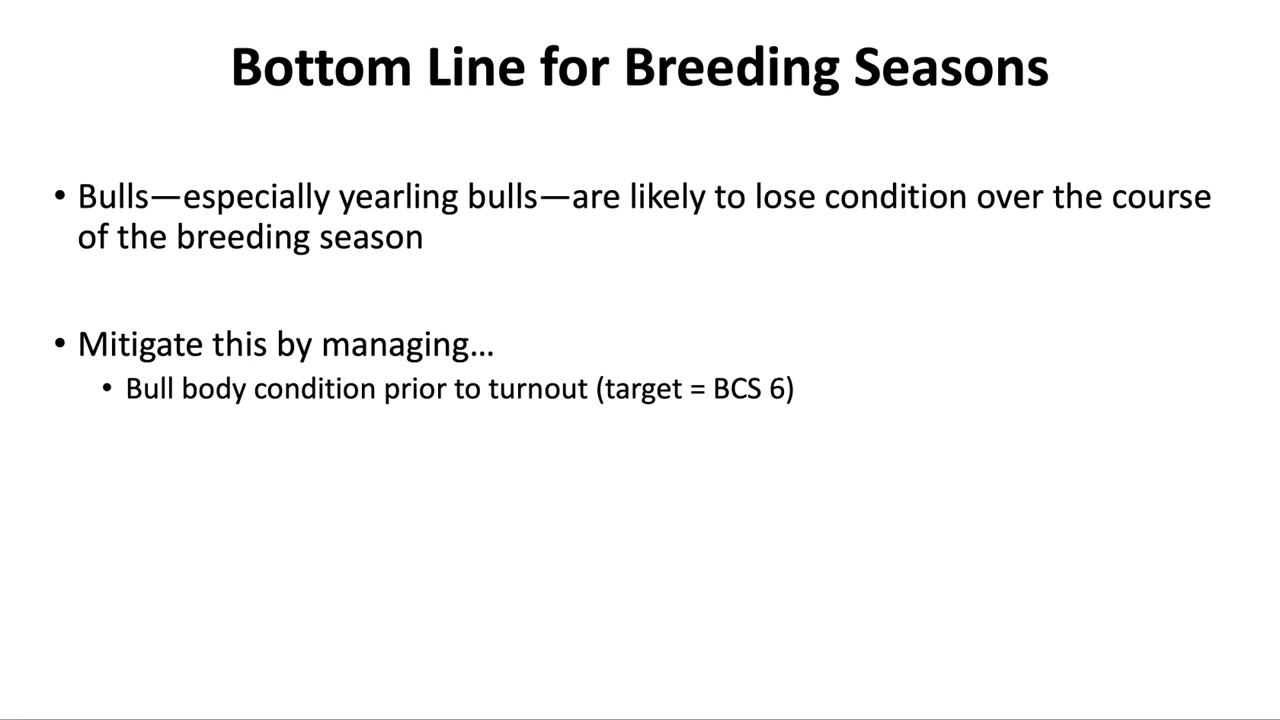 Bottom Line for Breeding Seasons
• Bulls—especially yearling bulls—are likely to lose condition over the course
of the breeding season
• Mitigate this by managing…
• Bull body condition prior to turnout (target = BCS 6)